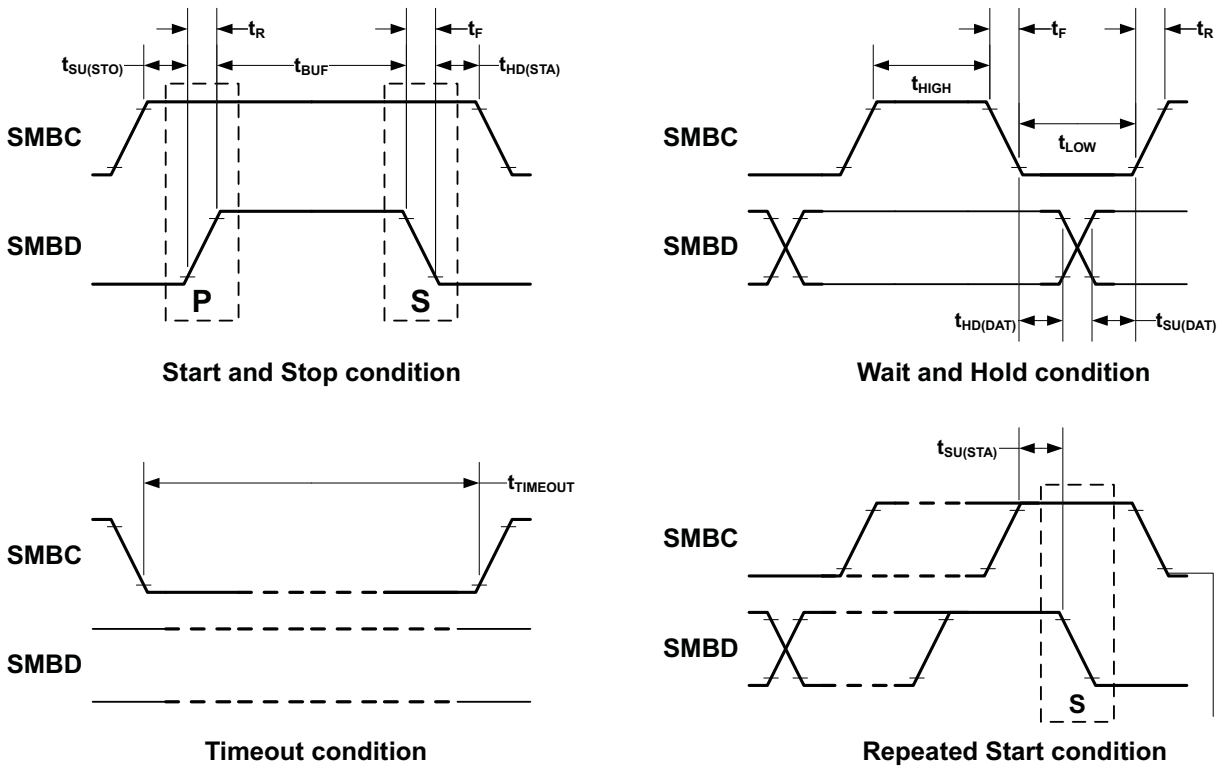 tR
tF
tSU(STO)
tBUF
tHD(STA)
SMBC
SMBD
P
S
Start and Stop condition
tF
tR
tHIGH
SMBC
tLOW
SMBD
tHD(DAT)
tSU(DAT)
Wait and Hold condition
tTIMEOUT
SMBC
SMBD
Timeout condition
tSU(STA)
SMBC
SMBD
S
Repeated Start condition